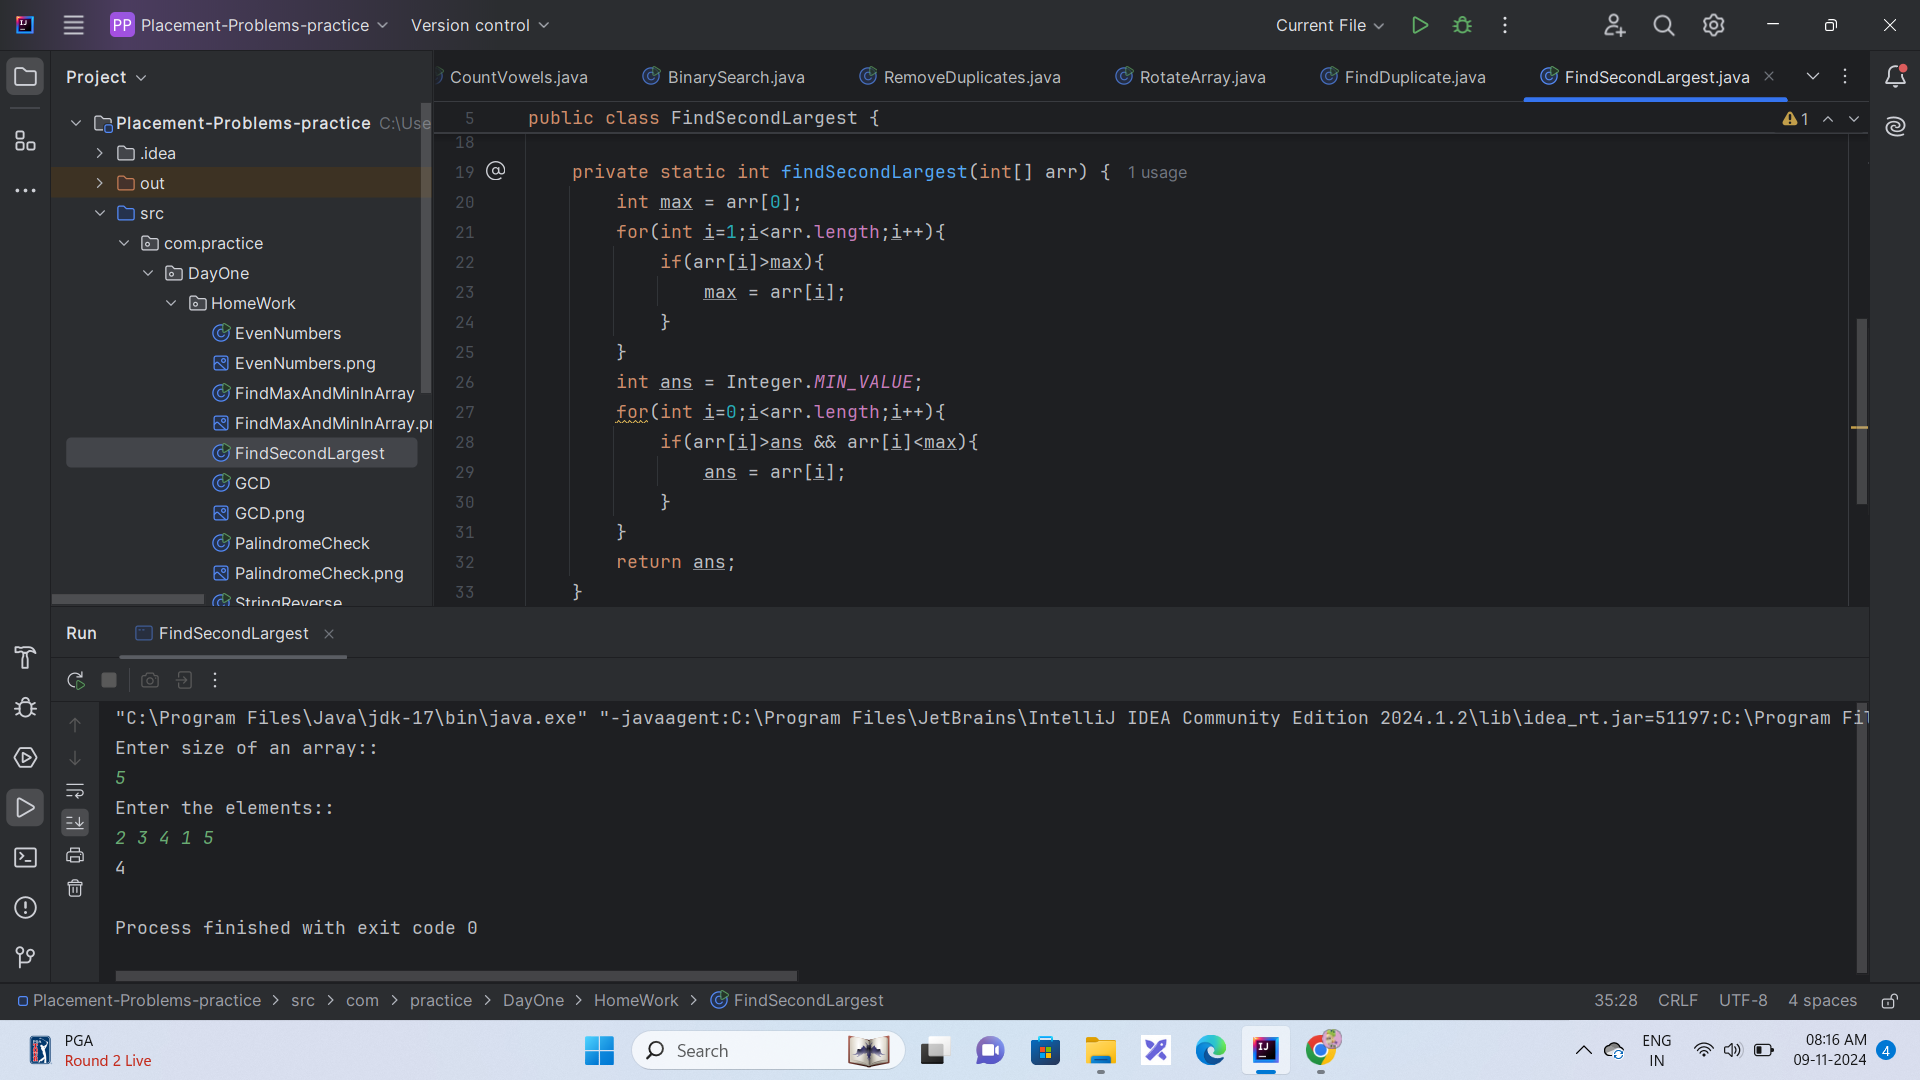 PP Placement-Problems-practice Version control Current File
Project
CountVowels.java BinarySearch.java RemoveDuplicates.java RotateArray.java FindDuplicate.java FindSecondLargest.java
Placement-Problems-practice C:\Use
.idea
out
src
com.practice
DayOne
HomeWork
EvenNumbers
EvenNumbers.png
FindMaxAndMinInArray
FindMaxAndMinInArray.pr
FindSecondLargest
GCD
GCD.png
PalindromeCheck
PalindromeCheck.png
StringReverse
5 public class FindSecondLargest { 1
18
19 @ private static int findSecondLargest(int[] arr) { 1 usage
20 int max = arr[0];
21 for(int i=1;i<arr.length;i++){
22 if(arr[i]>max){
23 max = arr[i];
24 }
25 }
26 int ans = Integer.MIN_VALUE;
27 for(int i=0;i<arr.length;i++){
28 if(arr[i]>ans && arr[i]<max){
29 ans = arr[i];
30 }
31 }
32 return ans;
33 }
Run FindSecondLargest
"C:\Program Files\Java\jdk-17\bin\java.exe" "-javaagent:C:\Program Files\JetBrains\IntelliJ IDEA Community Edition 2024.1.2\lib\idea_rt.jar=51197:C:\Program Fil
Enter size of an array::
5
Enter the elements::
2 3 4 1 5
4
Process finished with exit code 0
Placement-Problems-practice > src > com > practice > DayOne > HomeWork > FindSecondLargest 35:28 CRLF UTF-8 4 spaces
PGA
Round 2 Live
Search
IJ
ENG
IN
08:16 AM
09-11-2024
4